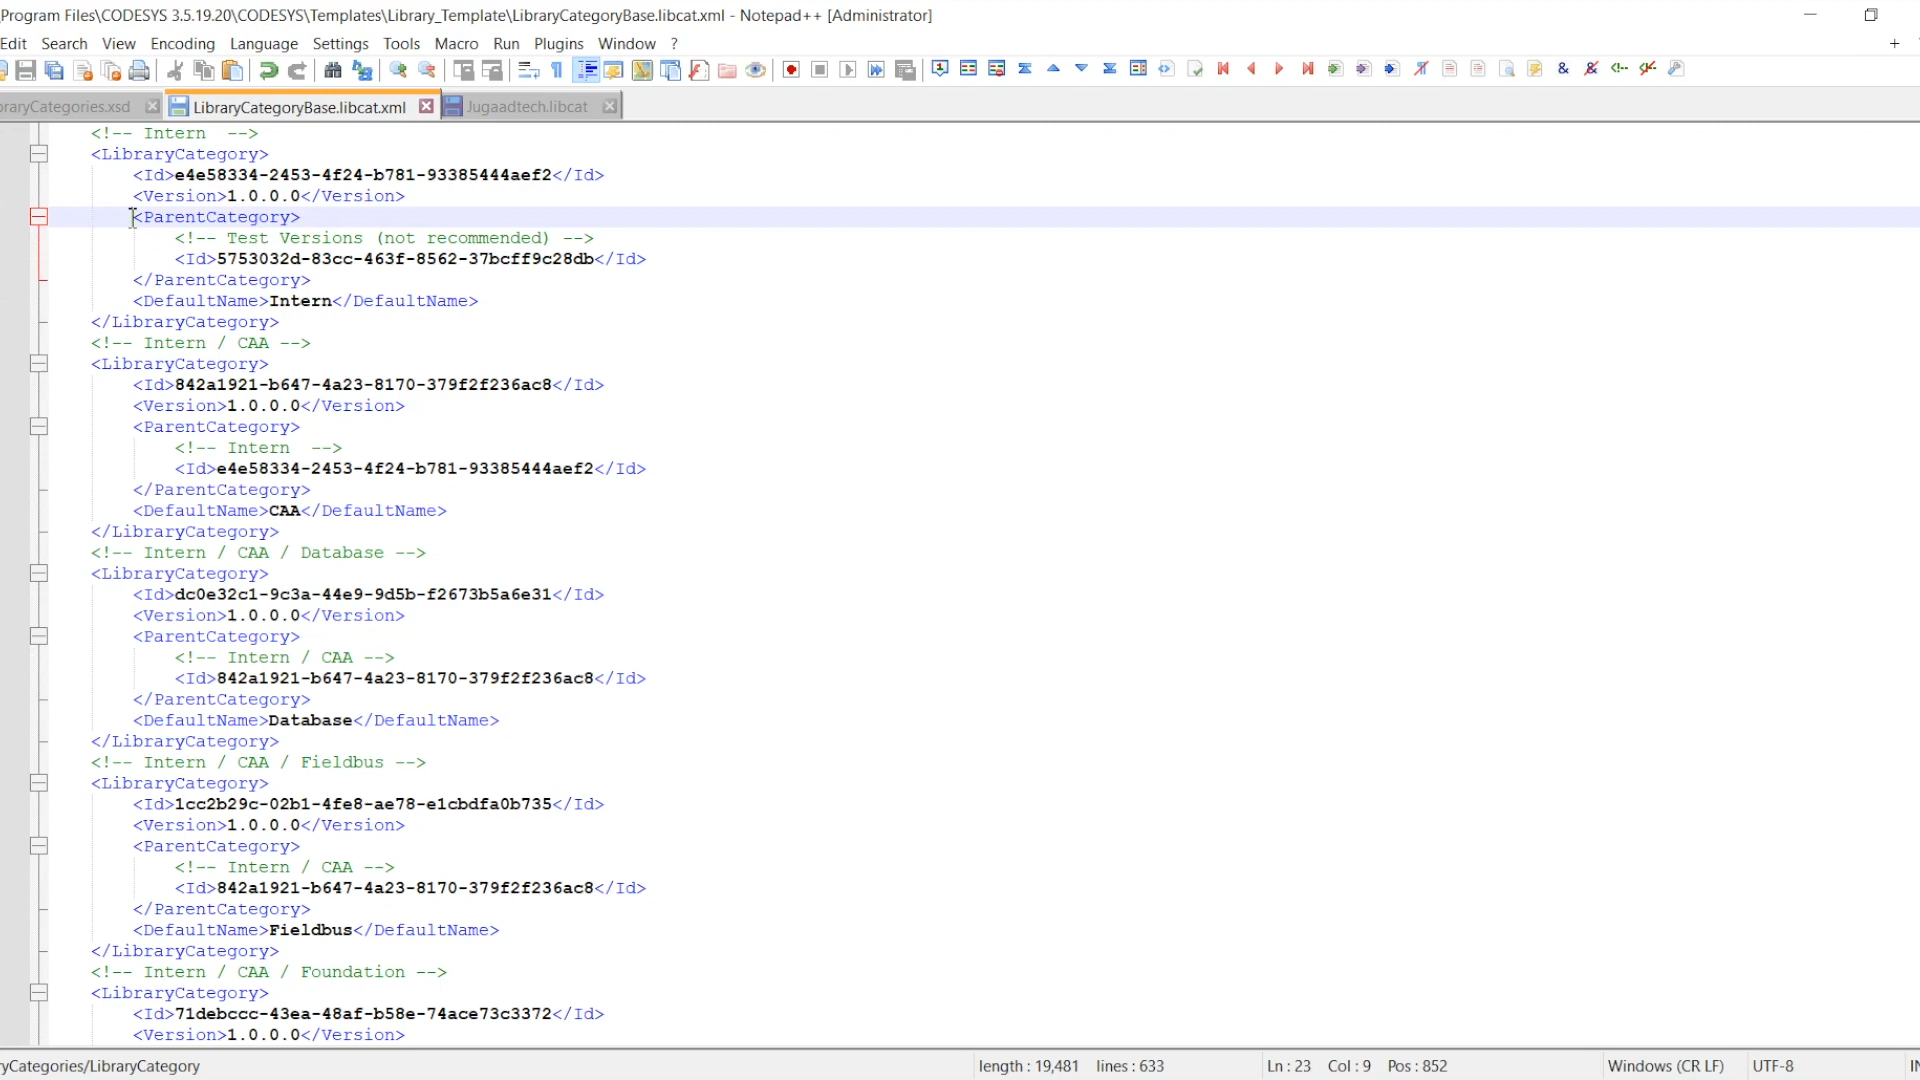 Program Files\CODESYS 3.5.19.20\CODESYS\Templates\Library_Template\LibraryCategoryBase.libcat.xml - Notepad++ [Administrator]
Edit Search View Encoding Language Settings Tools Macro Run Plugins Window ?
raryCategories.xsd LibraryCategoryBase.libcat.xml Jugaadtech.libcat
<!-- Intern  -->
<LibraryCategory>
<Id>e4e58334-2453-4f24-b781-93385444aef2</Id>
<Version>1.0.0.0</Version>
<ParentCategory>
<!-- Test Versions (not recommended) -->
<Id>5753032d-83cc-463f-8562-37bcff9c28db</Id>
</ParentCategory>
<DefaultName>Intern</DefaultName>
</LibraryCategory>
<!-- Intern / CAA -->
<LibraryCategory>
<Id>842a1921-b647-4a23-8170-379f2f236ac8</Id>
<Version>1.0.0.0</Version>
<ParentCategory>
<!-- Intern  -->
<Id>e4e58334-2453-4f24-b781-93385444aef2</Id>
</ParentCategory>
<DefaultName>CAA</DefaultName>
</LibraryCategory>
<!-- Intern / CAA / Database -->
<LibraryCategory>
<Id>dc0e32c1-9c3a-44e9-9d5b-f2673b5a6e31</Id>
<Version>1.0.0.0</Version>
<ParentCategory>
<!-- Intern / CAA -->
<Id>842a1921-b647-4a23-8170-379f2f236ac8</Id>
</ParentCategory>
<DefaultName>Database</DefaultName>
</LibraryCategory>
<!-- Intern / CAA / Fieldbus -->
<LibraryCategory>
<Id>1cc2b29c-02b1-4fe8-ae78-e1cbdfa0b735</Id>
<Version>1.0.0.0</Version>
<ParentCategory>
<!-- Intern / CAA -->
<Id>842a1921-b647-4a23-8170-379f2f236ac8</Id>
</ParentCategory>
<DefaultName>Fieldbus</DefaultName>
</LibraryCategory>
<!-- Intern / CAA / Foundation -->
<LibraryCategory>
<Id>71debccc-43ea-48af-b58e-74ace73c3372</Id>
<Version>1.0.0.0</Version>
yCategories/LibraryCategory length : 19,481 lines : 633 Ln : 23 Col : 9 Pos : 852 Windows (CR LF) UTF-8 IN